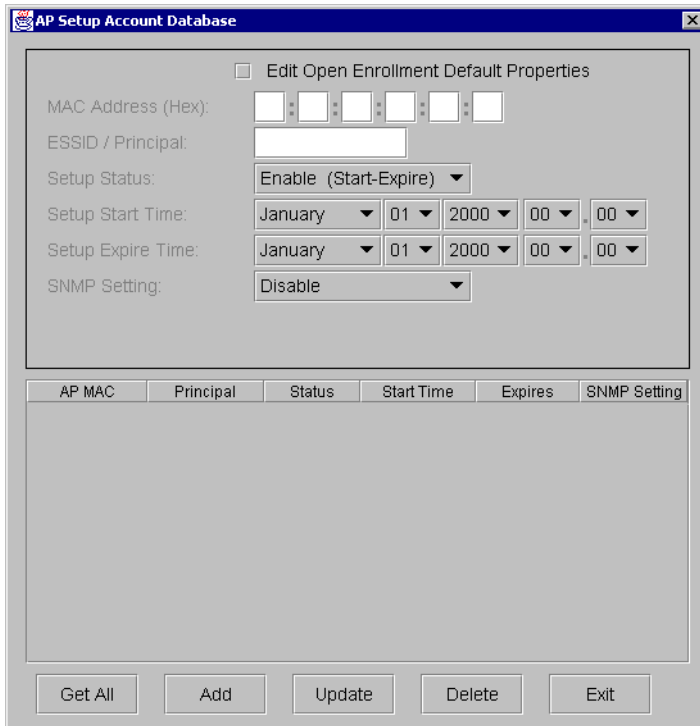 AP Setup Account Database
Edit Open Enrollment Default Properties
MAC Address (Hex): : : : : :
ESSID / Principal:
Setup Status: Enable (Start-Expire)
Setup Start Time: January 01 2000 00 . 00
Setup Expire Time: January 01 2000 00 . 00
SNMP Setting: Disable
AP MAC Principal Status Start Time Expires SNMP Setting
Get All Add Update Delete Exit